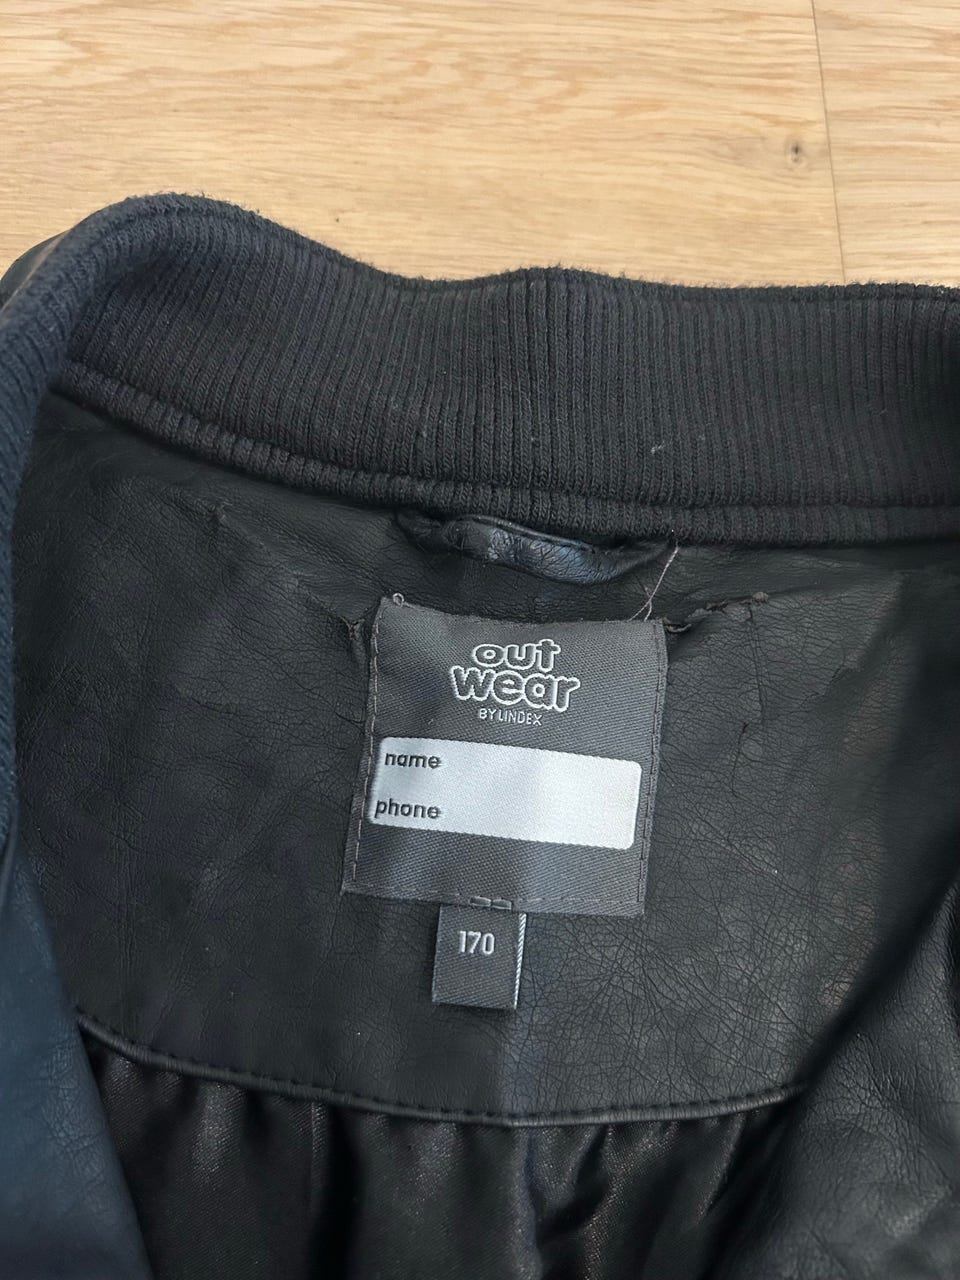 out
wear
BY LINDEX
name
phone
170